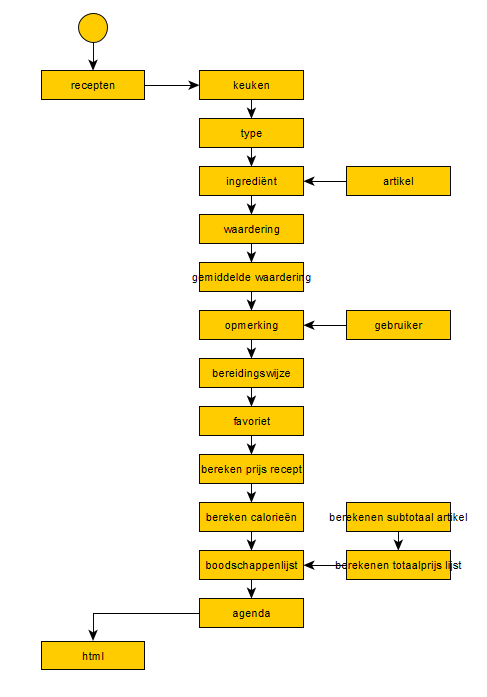 recepten
keuken
type
ingrediënt
artikel
waardering
gemiddelde waardering
opmerking
gebruiker
bereidingswijze
favoriet
bereken prijs recept
bereken calorieën
berekenen subtotaal artikel
boodschappenlijst
berekenen totaalprijs lijst
agenda
html